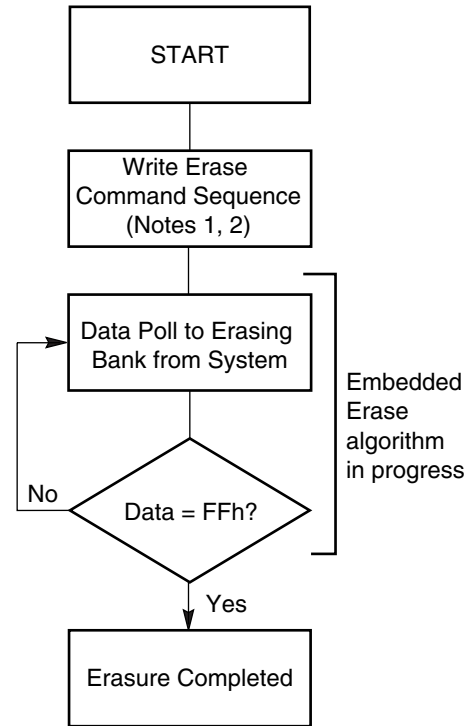 START
Write Erase
Command Sequence
(Notes 1, 2)
Data Poll to Erasing
Bank from System
Embedded
Erase
algorithm
in progress
No
Data = FFh?
Yes
Erasure Completed